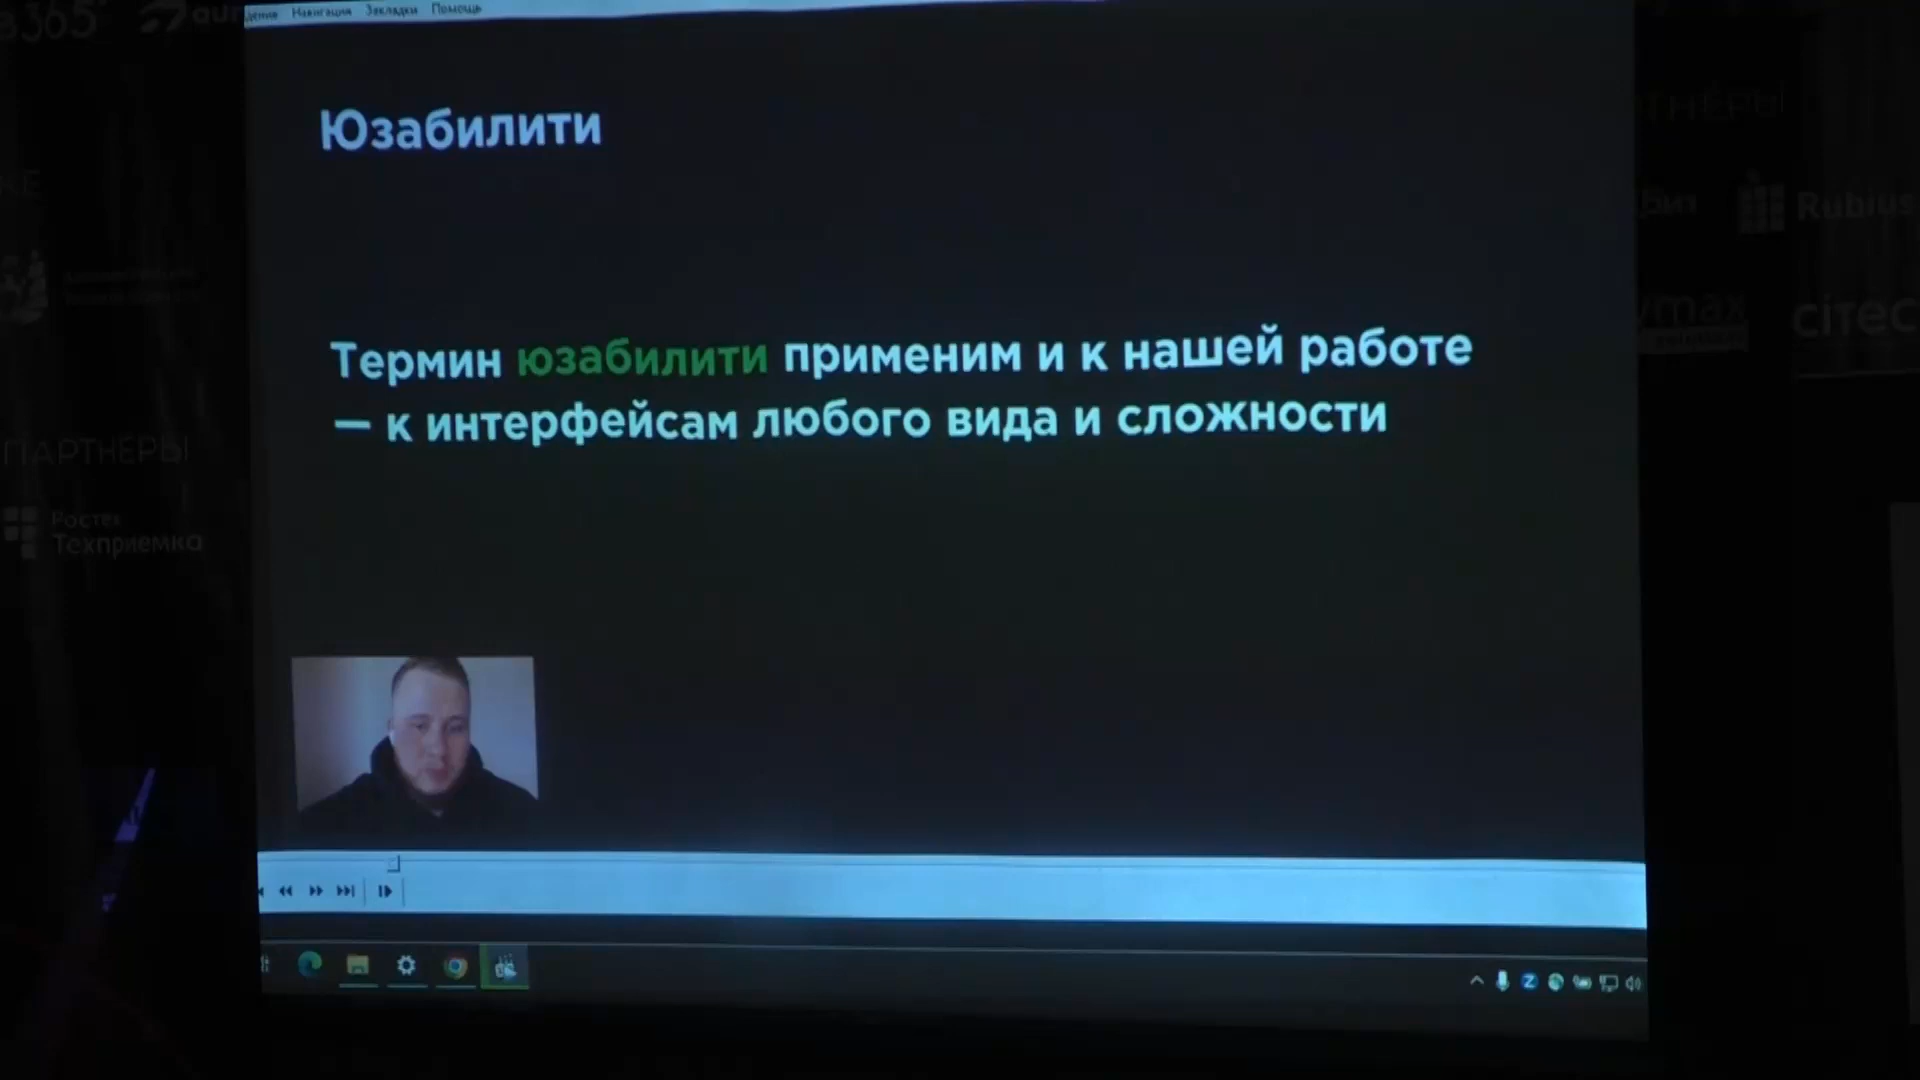 Навигация Закладки Помощь
Юзабилити
Термин юзабилити применим и к нашей работе
— к интерфейсам любого вида и сложности
ПАРТНЕРЫ
Ростех
Техприемка
Rubius
citec